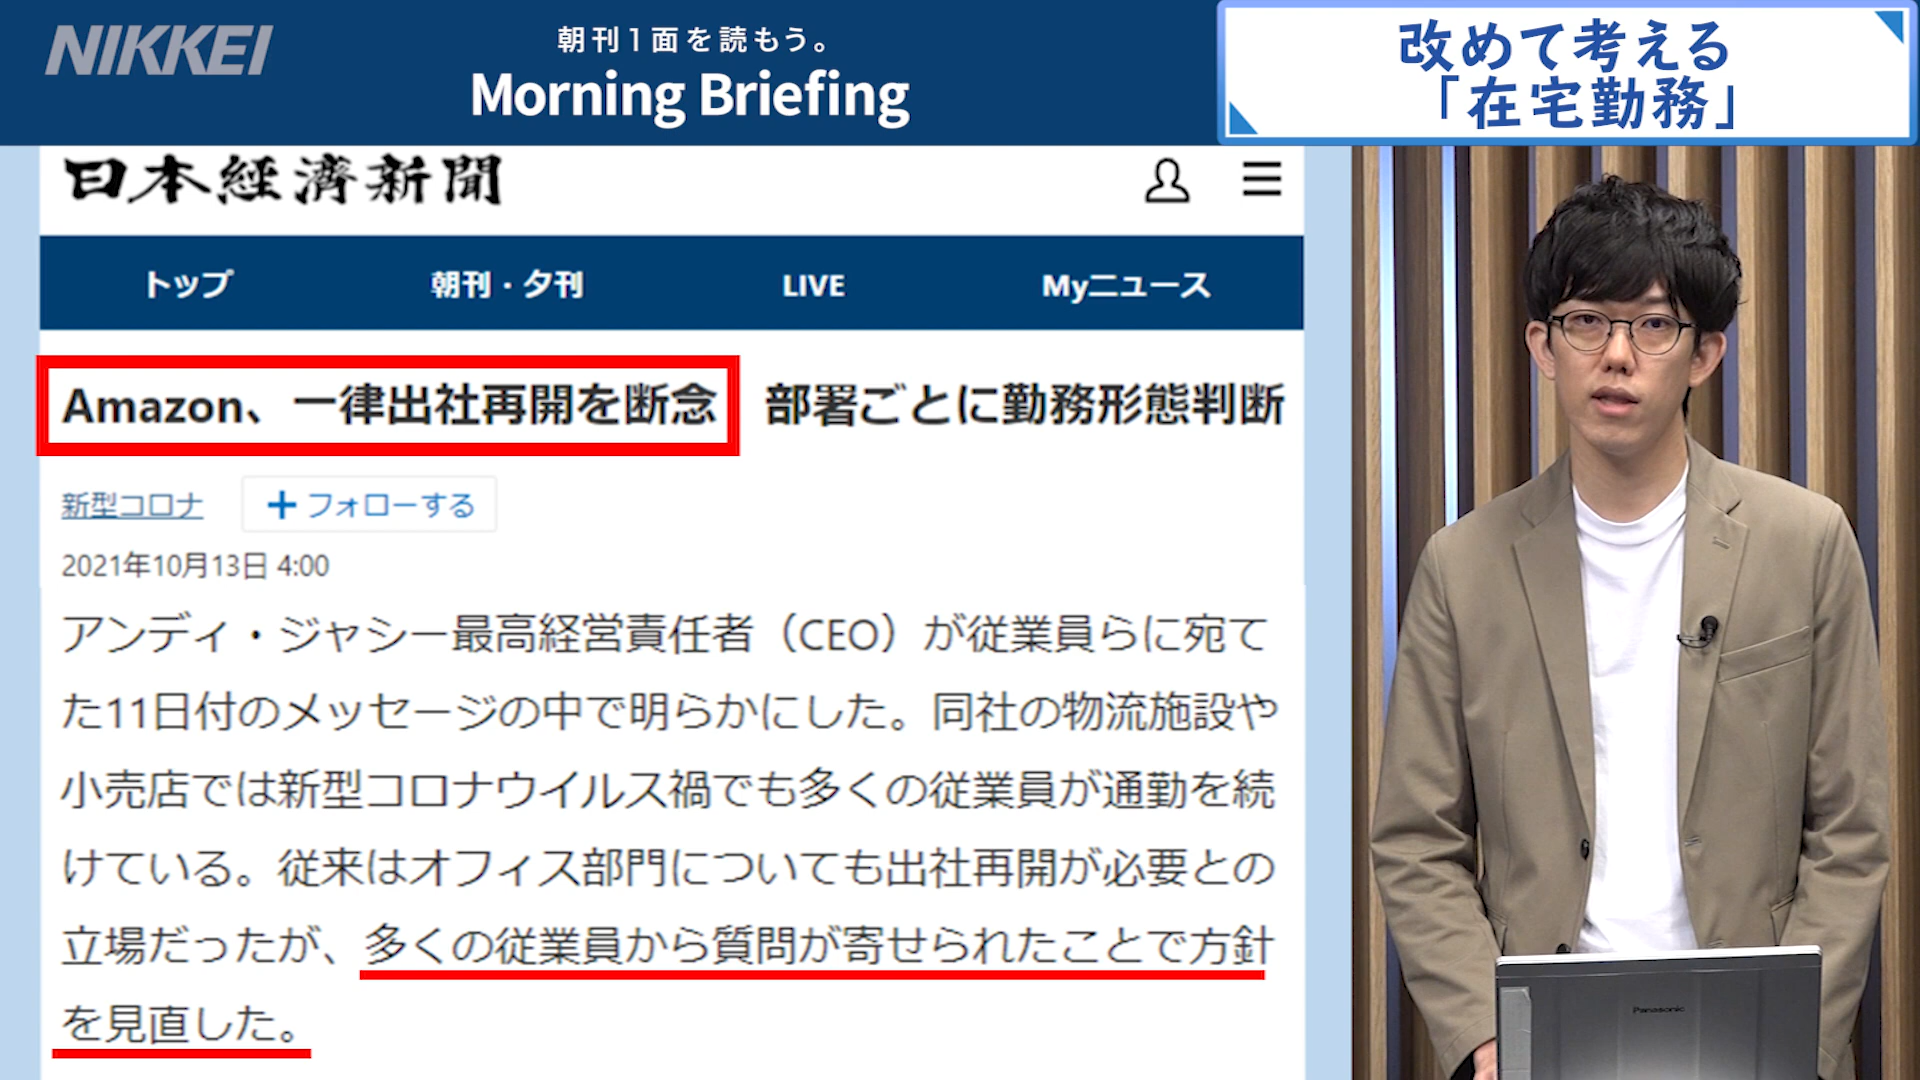 NIKKEI
朝刊1面を読もう。
Morning Briefing
改めて考える
「在宅勤務」
日本経済新聞
トップ 朝刊・夕刊 LIVE Myニュース
Amazon、一律出社再開を断念 部署ごとに勤務形態判断
新型コロナ +フォローする
2021年10月13日 4:00
アンディ・ジャシー最高経営責任者（CEO）が従業員らに宛て
た11日付のメッセージの中で明らかにした。同社の物流施設や
小売店では新型コロナウイルス禍でも多くの従業員が通勤を続
けている。従来はオフィス部門についても出社再開が必要との
立場だったが、多くの従業員から質問が寄せられたことで方針
を見直した。
Panasonic